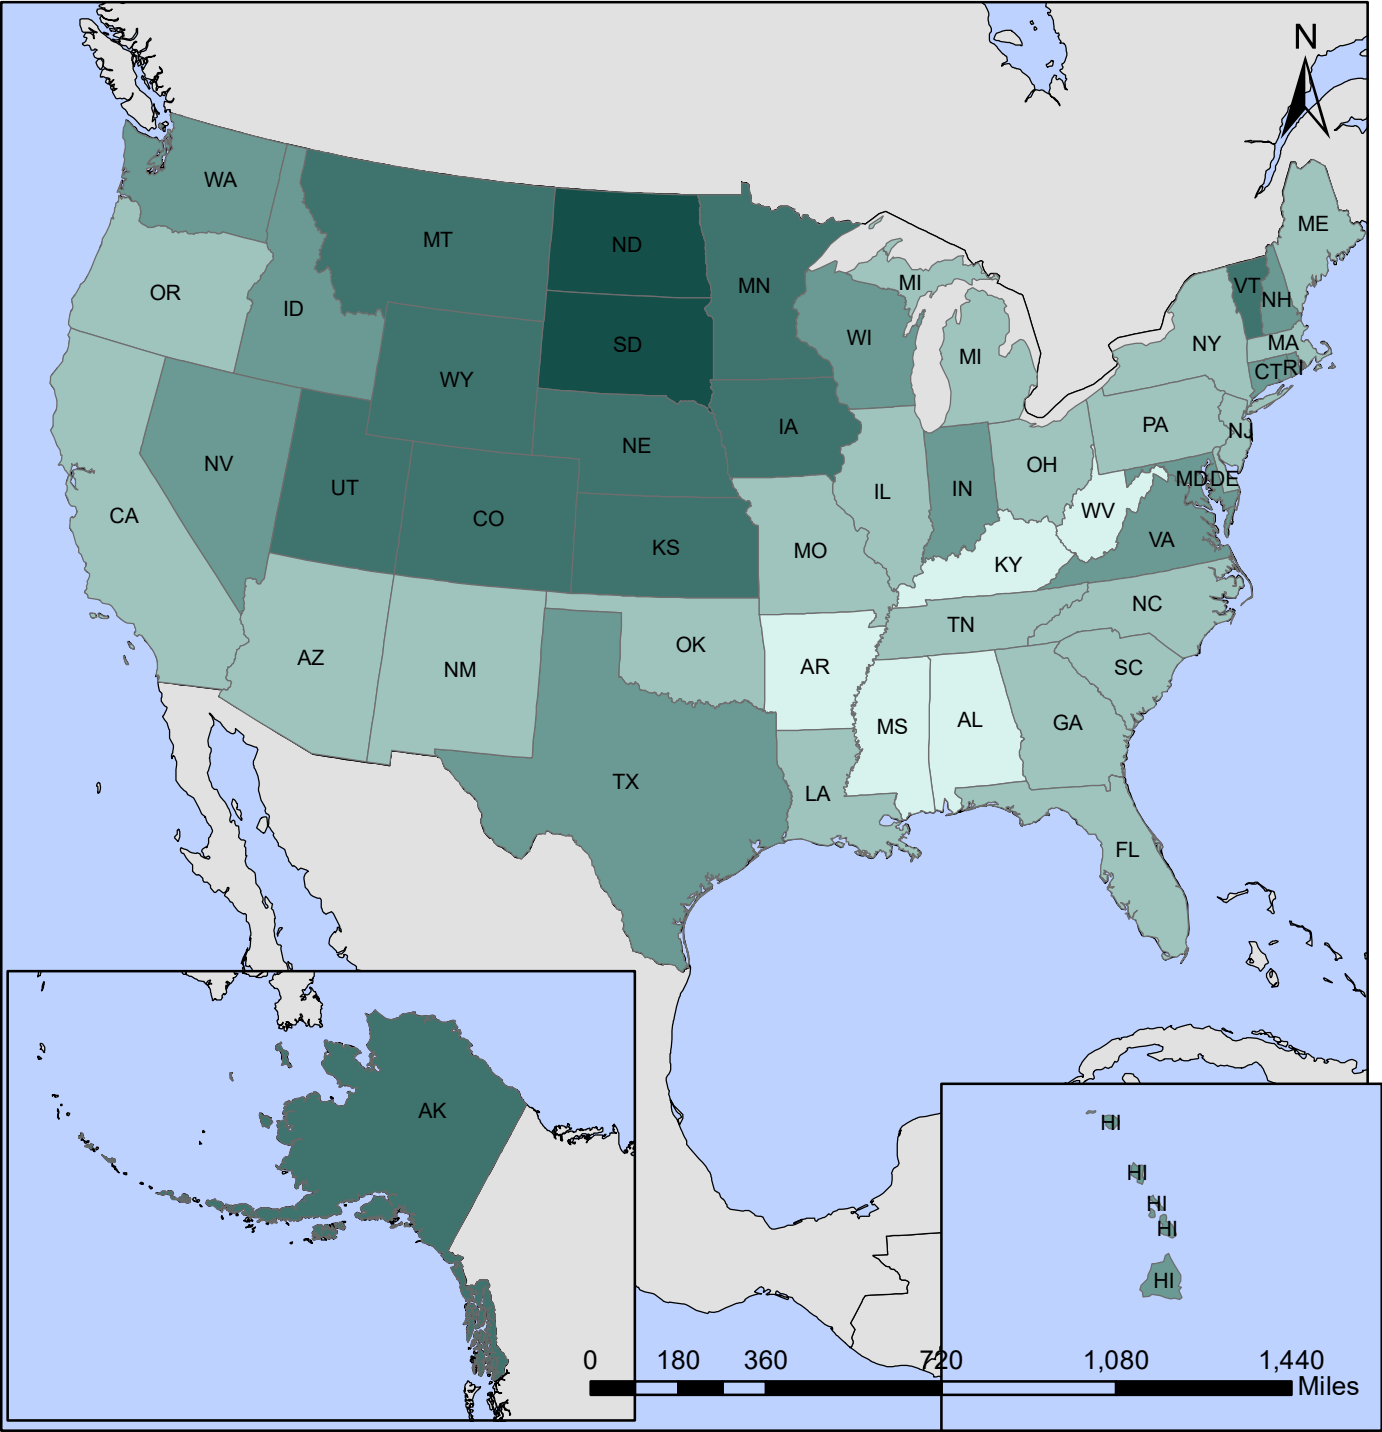 N
WA
MT
ND
MN
ME
OR
ID
SD
WI
MI
MI
VT
NH
NY
MA
CT
RI
WY
NE
IA
PA
NJ
NV
UT
CO
KS
IL
IN
OH
MD
DE
WV
VA
CA
MO
KY
NC
TN
AZ
NM
OK
AR
SC
MS
AL
GA
TX
LA
FL
AK
HI
HI
HI
HI
HI
0 180 360 720 1,080 1,440
Miles